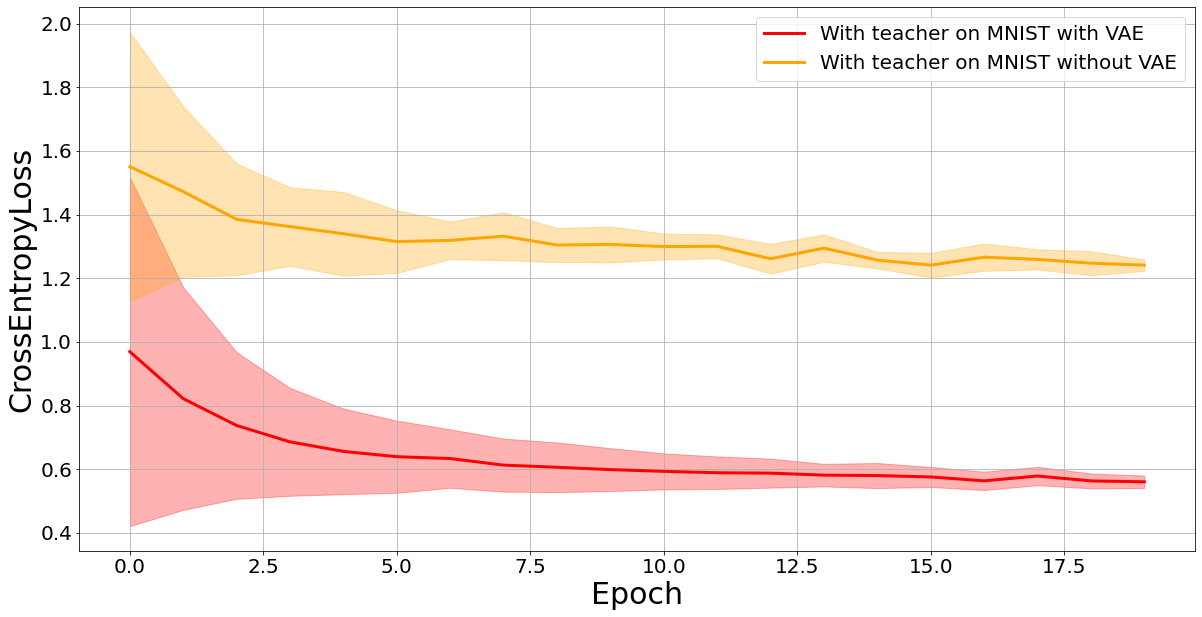 2.0
1.8
1.6
1.4
1.2
1.0
0.8
0.6
0.4
CrossEntropyLoss
With teacher on MNIST with VAE
With teacher on MNIST without VAE
0.0 2.5 5.0 7.5 10.0 12.5 15.0 17.5
Epoch